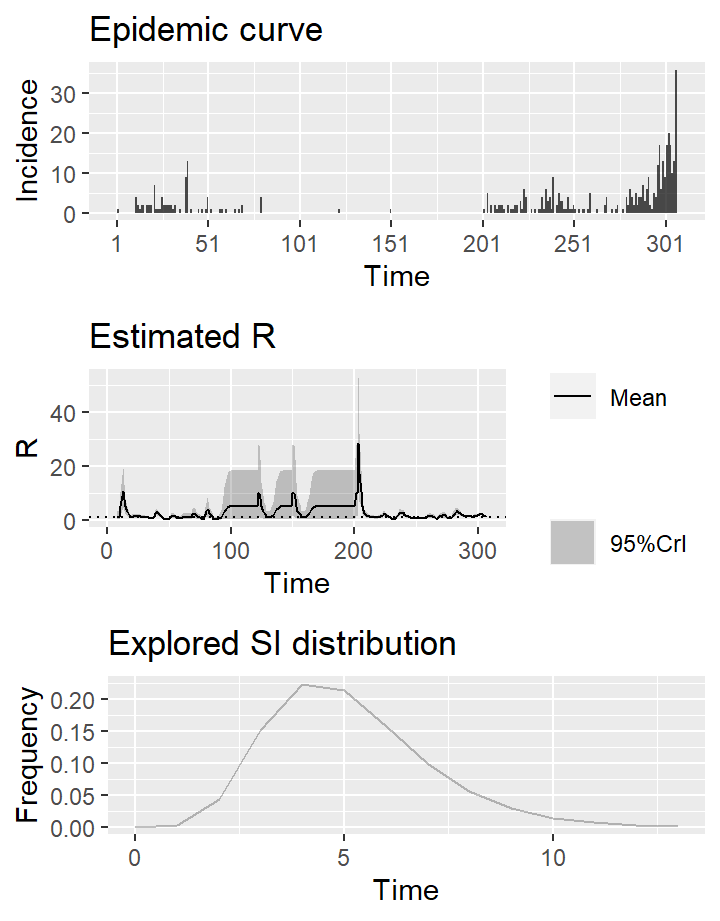 Epidemic curve
Incidence
30
20
10
0
1 51 101 151 201 251 301
Time
Estimated R
R
40
20
0
0 100 200 300
Time
Mean
95%CrI
Explored SI distribution
Frequency
0.20
0.15
0.10
0.05
0.00
0 5 10
Time